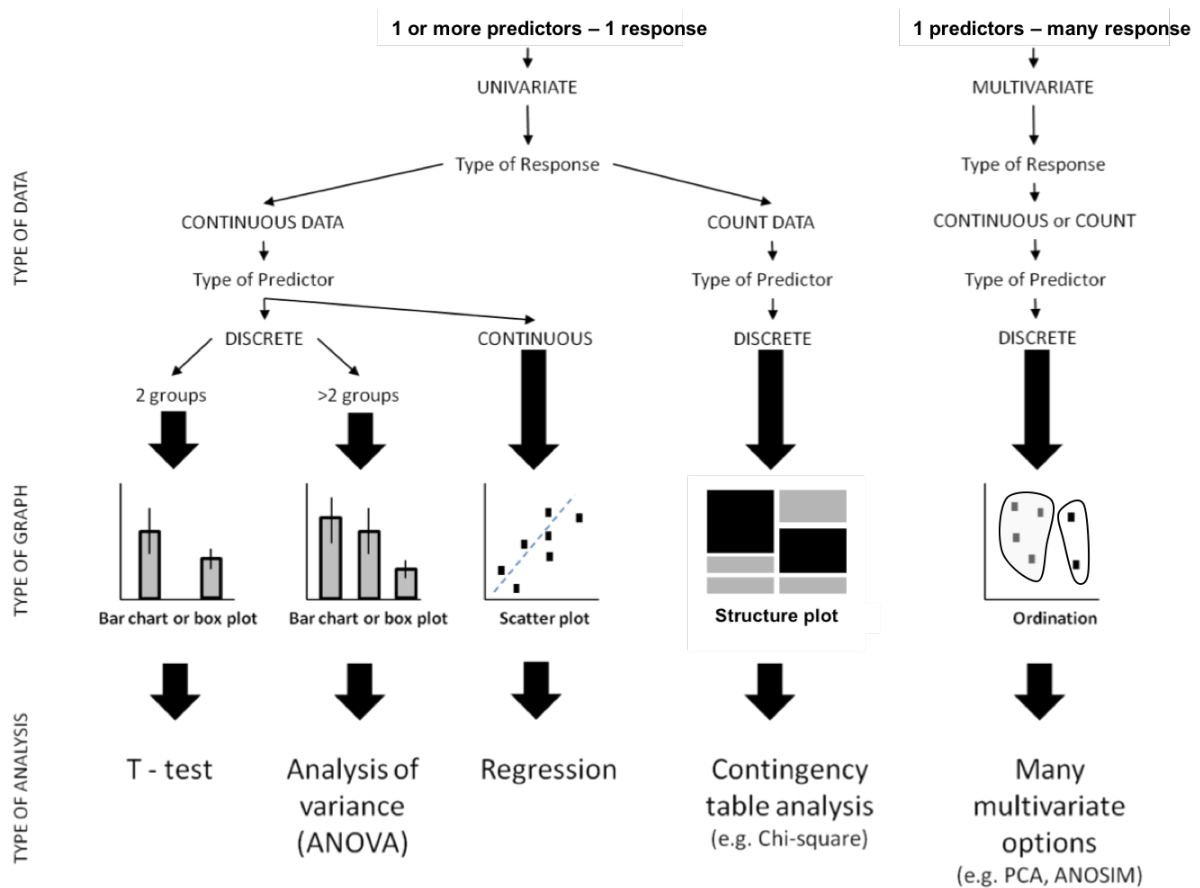 1 or more predictors – 1 response
1 predictors – many response
UNIVARIATE
MULTIVARIATE
Type of Response
Type of Response
TYPE OF DATA
CONTINUOUS DATA
COUNT DATA
CONTINUOUS or COUNT
Type of Predictor
Type of Predictor
Type of Predictor
DISCRETE
CONTINUOUS
DISCRETE
DISCRETE
2 groups
>2 groups
TYPE OF GRAPH
Bar chart or box plot
Bar chart or box plot
Scatter plot
Structure plot
Ordination
TYPE OF ANALYSIS
T - test
Analysis of
variance
(ANOVA)
Regression
Contingency
table analysis
(e.g. Chi-square)
Many
multivariate
options
(e.g. PCA, ANOSIM)